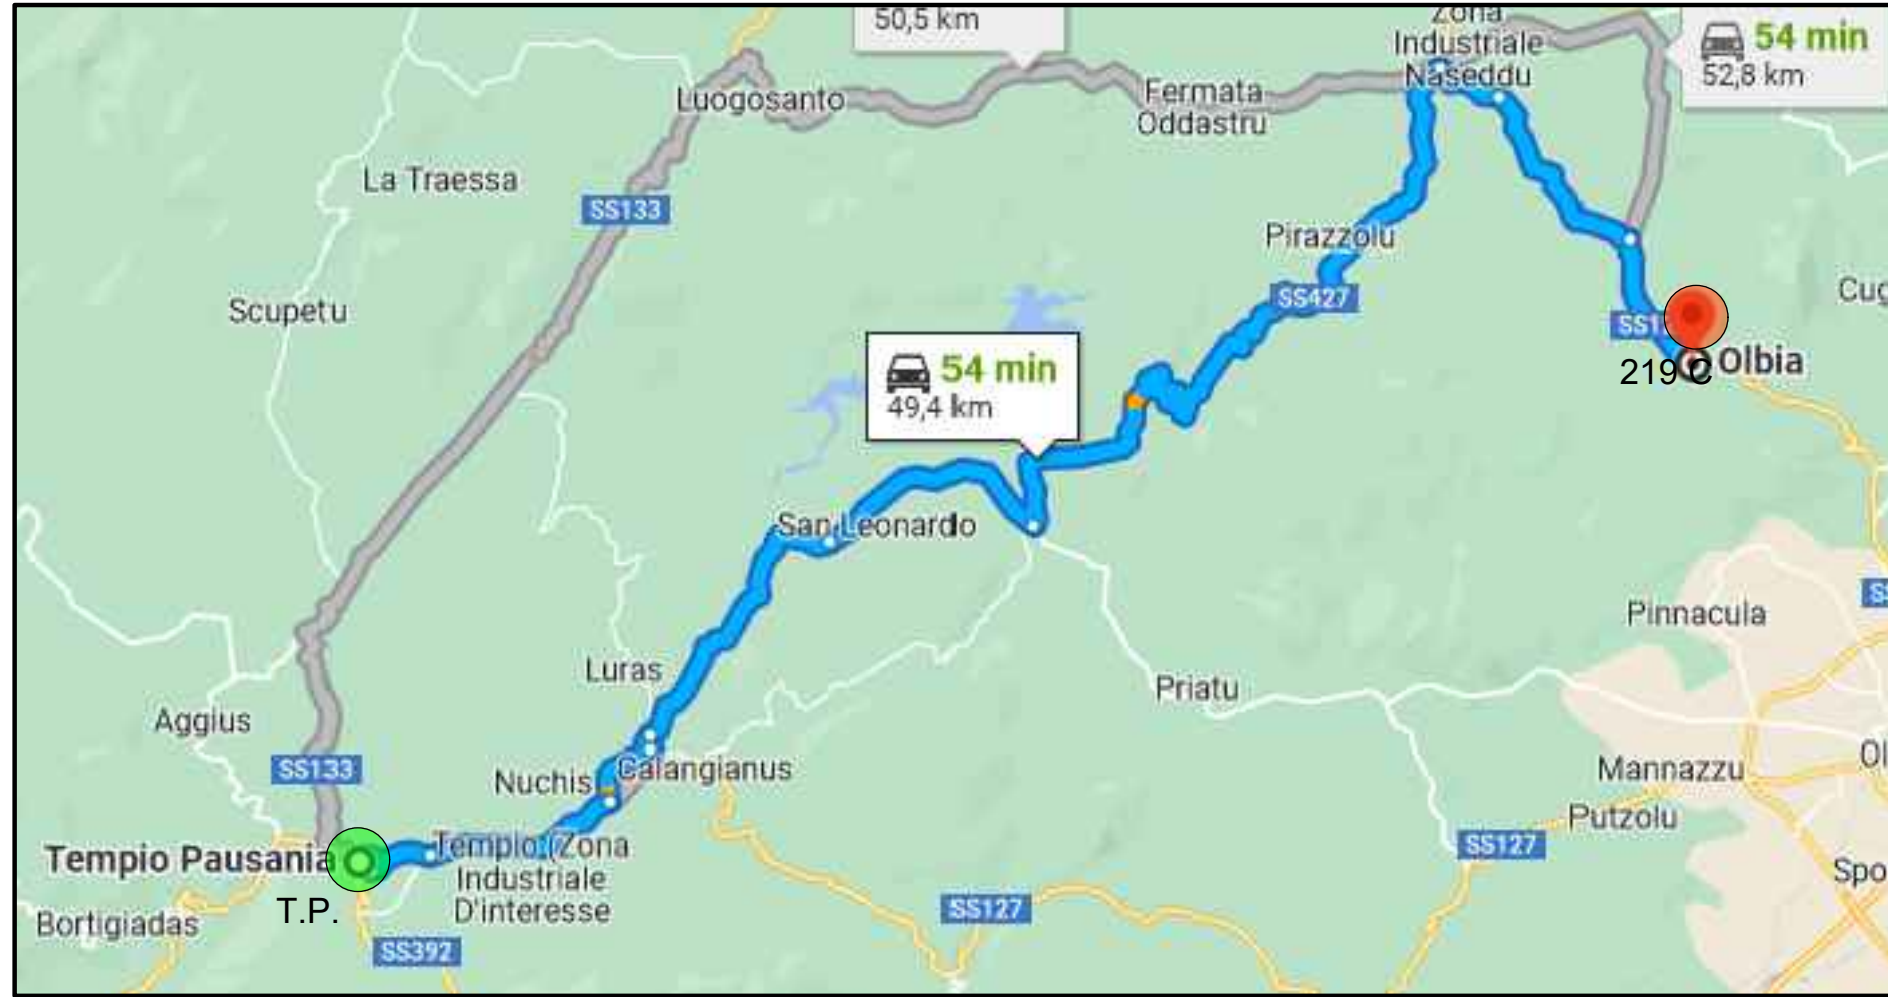 50,5 km
Zona
Industriale
Naseddu
54 min
52,8 km
Luogosanto
Fermata
Oddastru
La Traessa
SS133
Pirazzolu
Scupetu
SS427
54 min
49,4 km
Olbia
219 C
San Leonardo
Pinnacula
Luras
Priatu
Aggius
SS133
Nuchis
Calangianus
Mannazzu
Putzolu
Tempio Pausania
Tempio (Zona
Industriale
D'interesse
SS127
T.P.
Bortigiadas
SS127
SS392